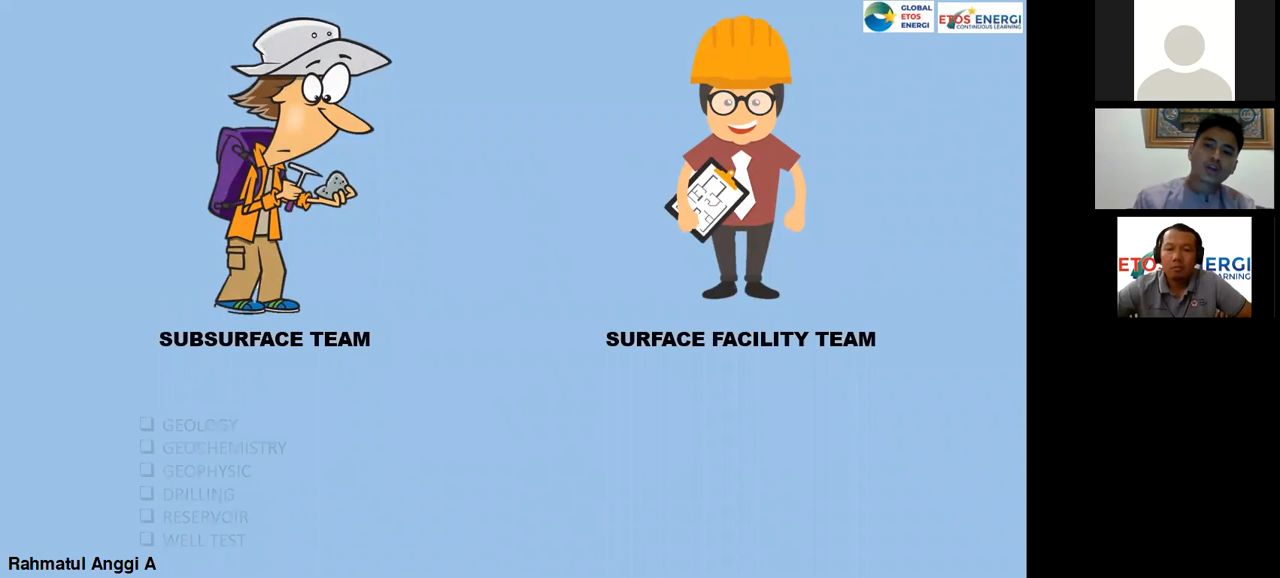 GLOBAL
ETOS
ENERGI
ETOS ENERGI
CONTINUOUS LEARNING
SUBSURFACE TEAM
SURFACE FACILITY TEAM
GEOLOGY
GEOCHEMISTRY
GEOPHYSIC
DRILLING
RESERVOIR
WELL TEST
Rahmatul Anggi A